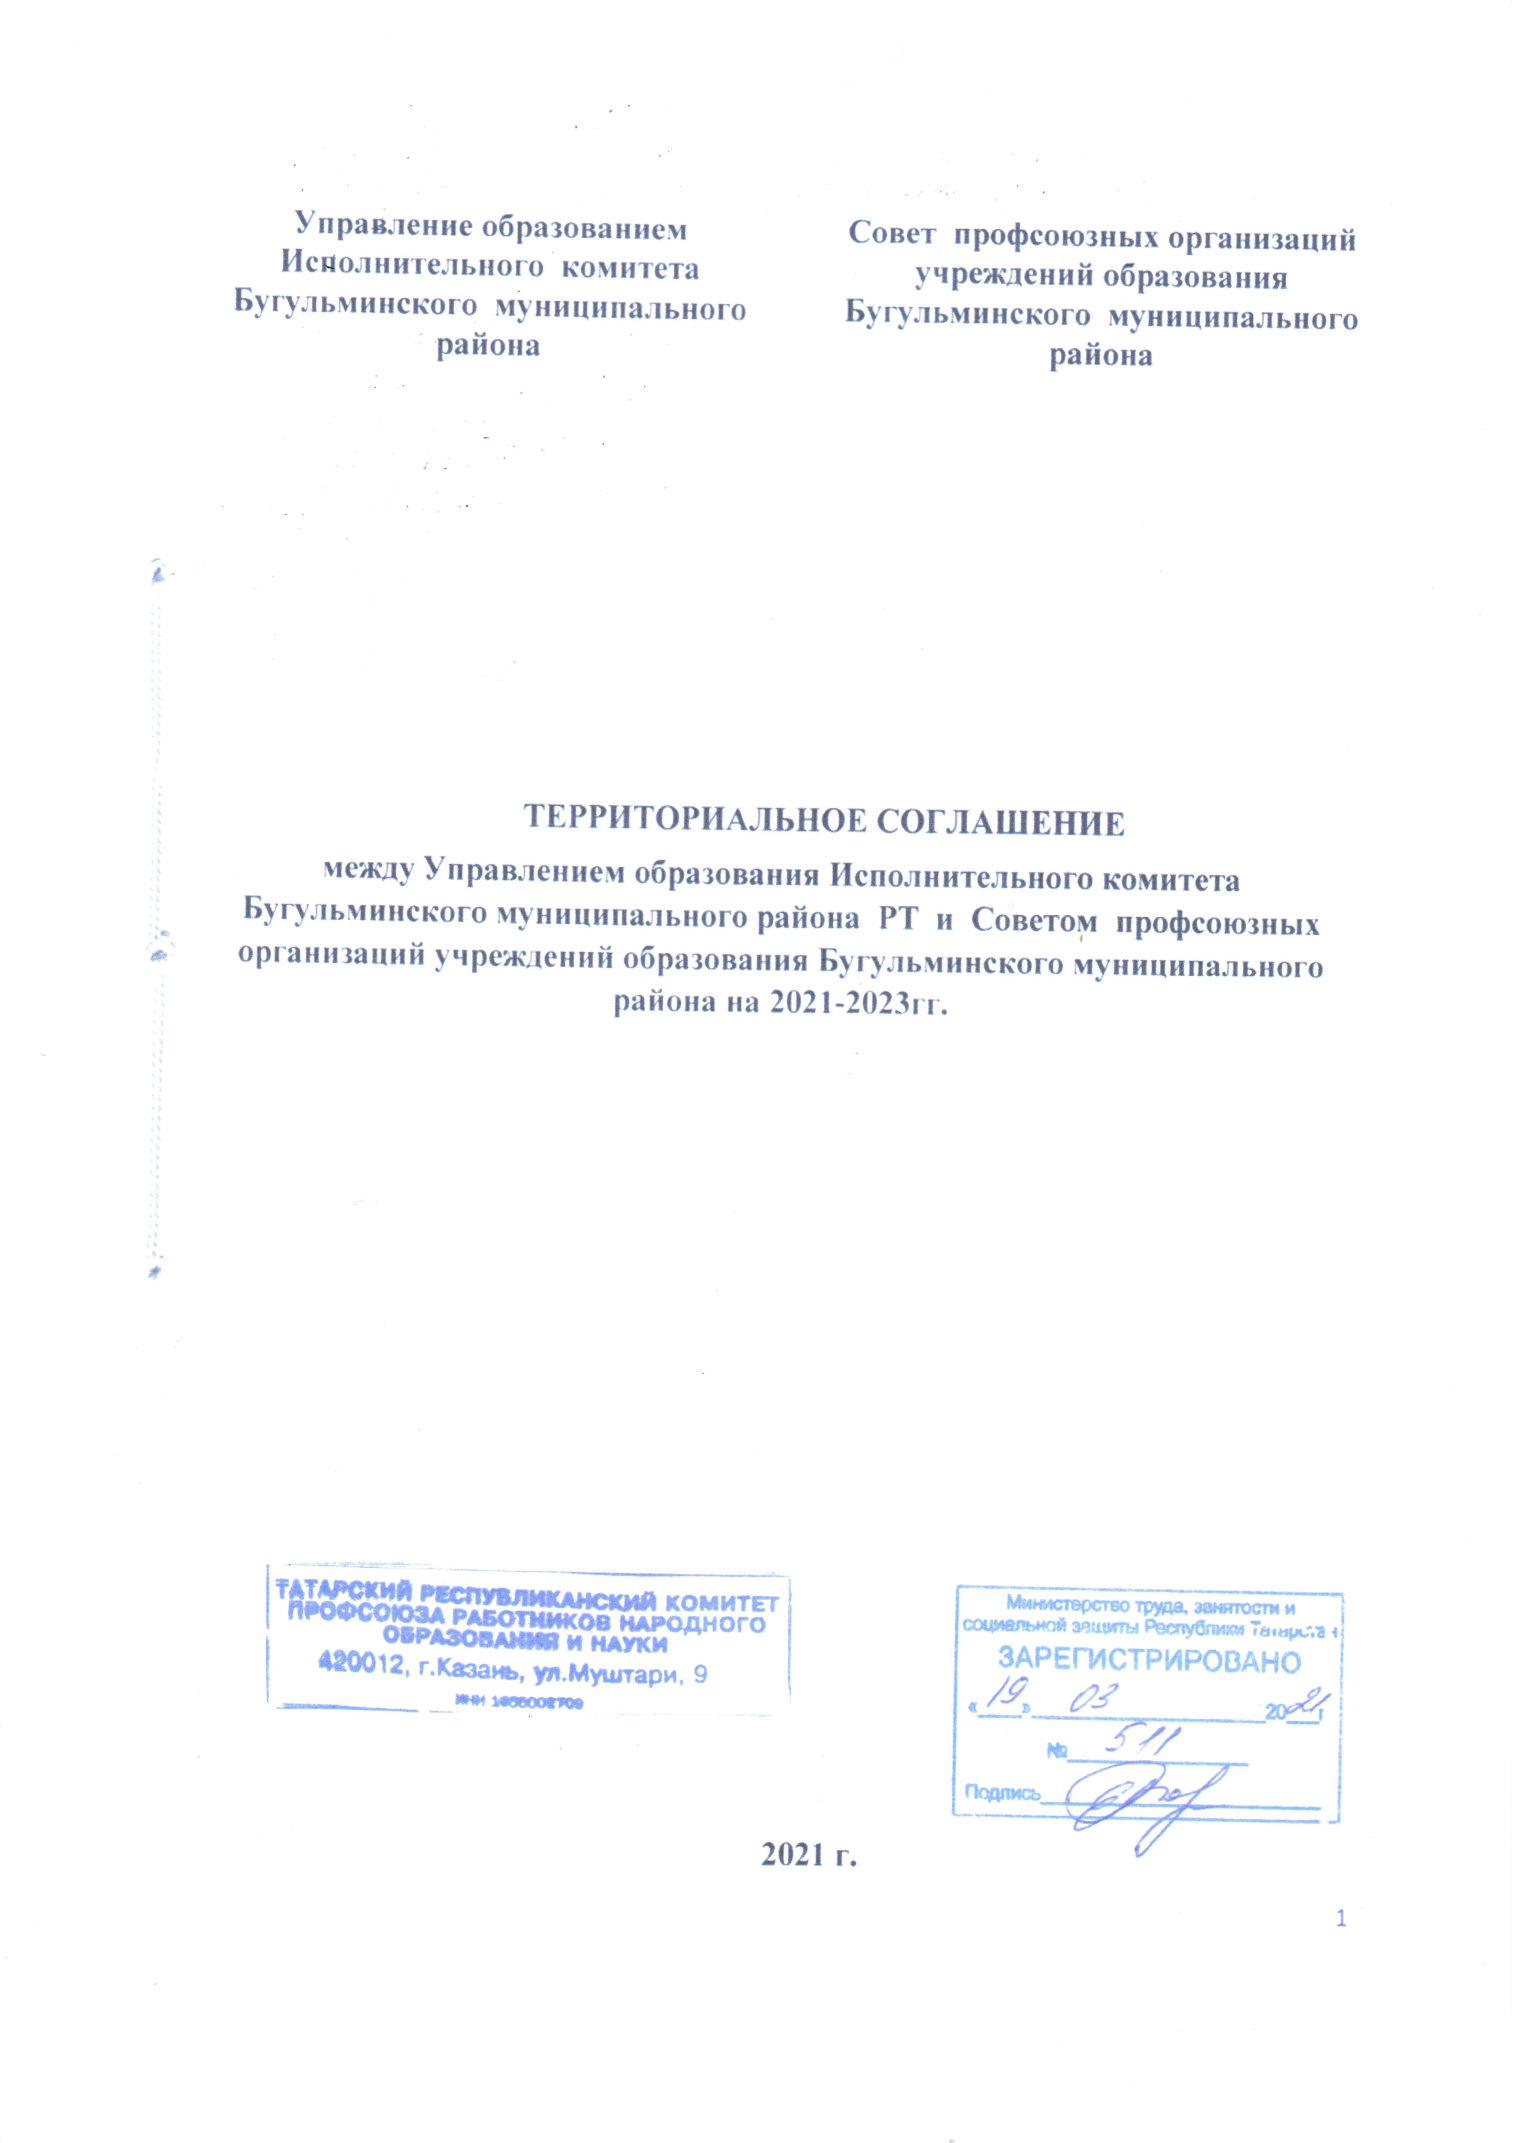 Управление образованием
Исполнительного комитета
Бугульминского муниципального
района
Совет профсоюзных организаций
учреждений образования
Бугульминского муниципального
района
ТЕРРИТОРИАЛЬНОЕ СОГЛАШЕНИЕ
между Управлением образования Исполнительного комитета
Бугульминского муниципального района РТ и Советом профсоюзных
организаций учреждений образования Бугульминского муниципального
района на 2021-2023гг.
ТАТАРСКИЙ РЕСПУБЛИКАНСКИЙ КОМИТЕТ
ПРОФСОЮЗА РАБОТНИКОВ НАРОДНОГО
ОБРАЗОВАНИЯ И НАУКИ
420012, г.Казань, ул.Муштари, 9
ИНН
Министерство труда, занятости и
социальной защиты Республики
ЗАРЕГИСТРИРОВАНО
«19» 03 2021г
№ 511
Подпись
2021 г.
1